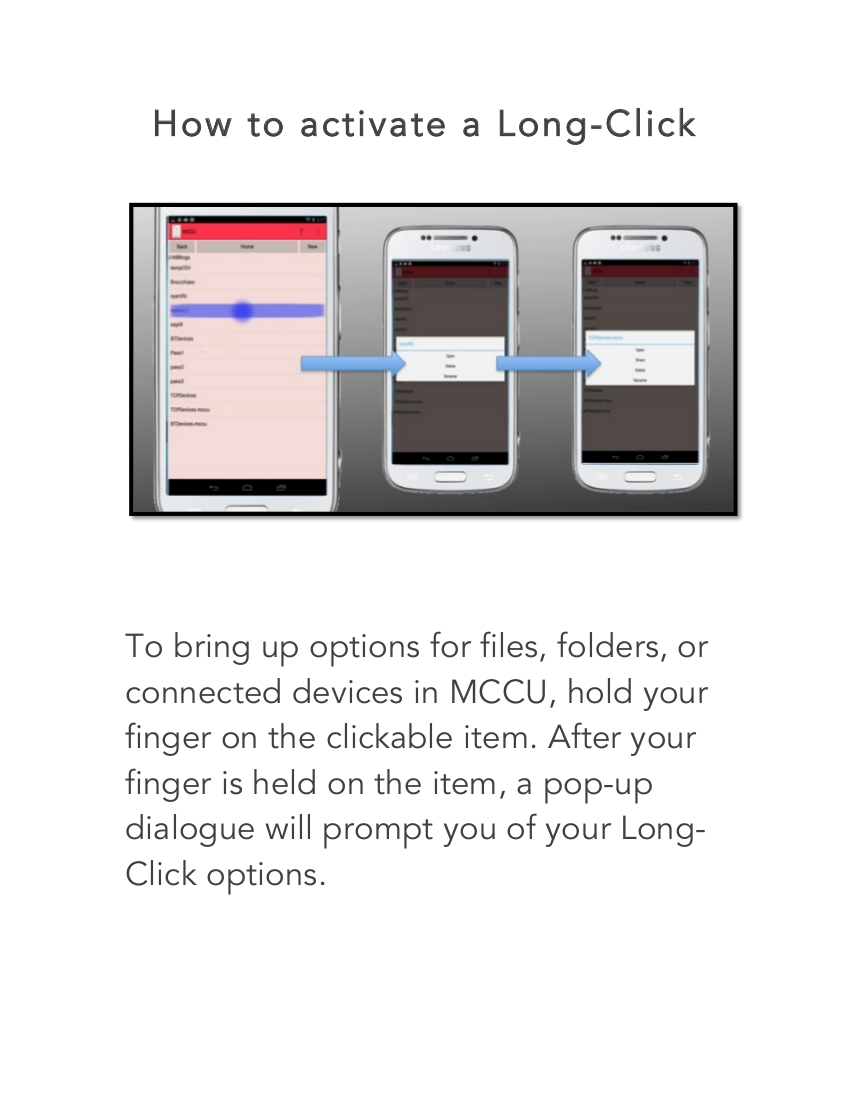 How to activate a Long-Click
MCCU
?
Back Home New
tempCSV
finocchiaro
BTDevices
Pass1
pass2
pass3
TCPDevices
TCPDevices.mccu
BTDevices.mccu
SAMSUNG
Open
Delete
Rename
SAMSUNG
TCPDevices.mccu
Open
Share
Delete
Rename
To bring up options for files, folders, or
connected devices in MCCU, hold your
finger on the clickable item. After your
finger is held on the item, a pop-up
dialogue will prompt you of your Long-
Click options.